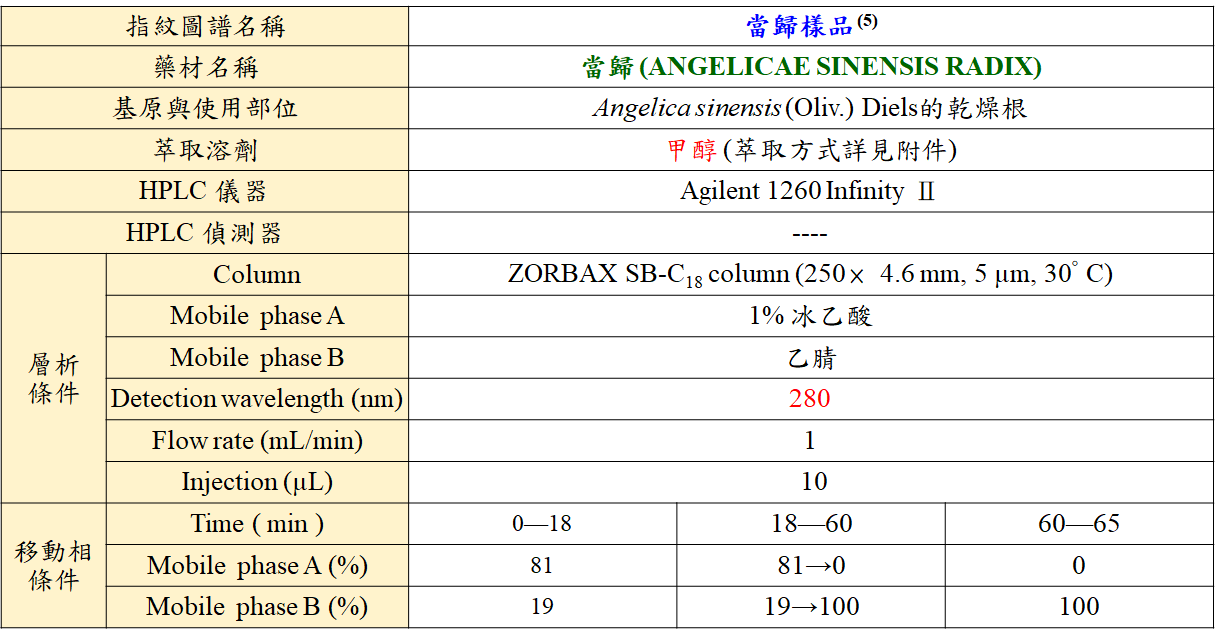 指紋圖譜名稱 當歸樣品(5)
藥材名稱 當歸 (ANGELICAE SINENSIS RADIX)
基原與使用部位 Angelica sinensis (Oliv.) Diels的乾燥根
萃取溶劑 甲醇 (萃取方式詳見附件)
HPLC 儀器 Agilent 1260 Infinity Ⅱ
HPLC 偵測器 ----
層析條件
Column ZORBAX SB-C18 column (250× 4.6 mm, 5 μm, 30° C)
Mobile phase A 1% 冰乙酸
Mobile phase B 乙腈
Detection wavelength (nm) 280
Flow rate (mL/min) 1
Injection (μL) 10
移動相條件
Time ( min ) 0—18 18—60 60—65
Mobile phase A (%) 81 81→0 0
Mobile phase B (%) 19 19→100 100